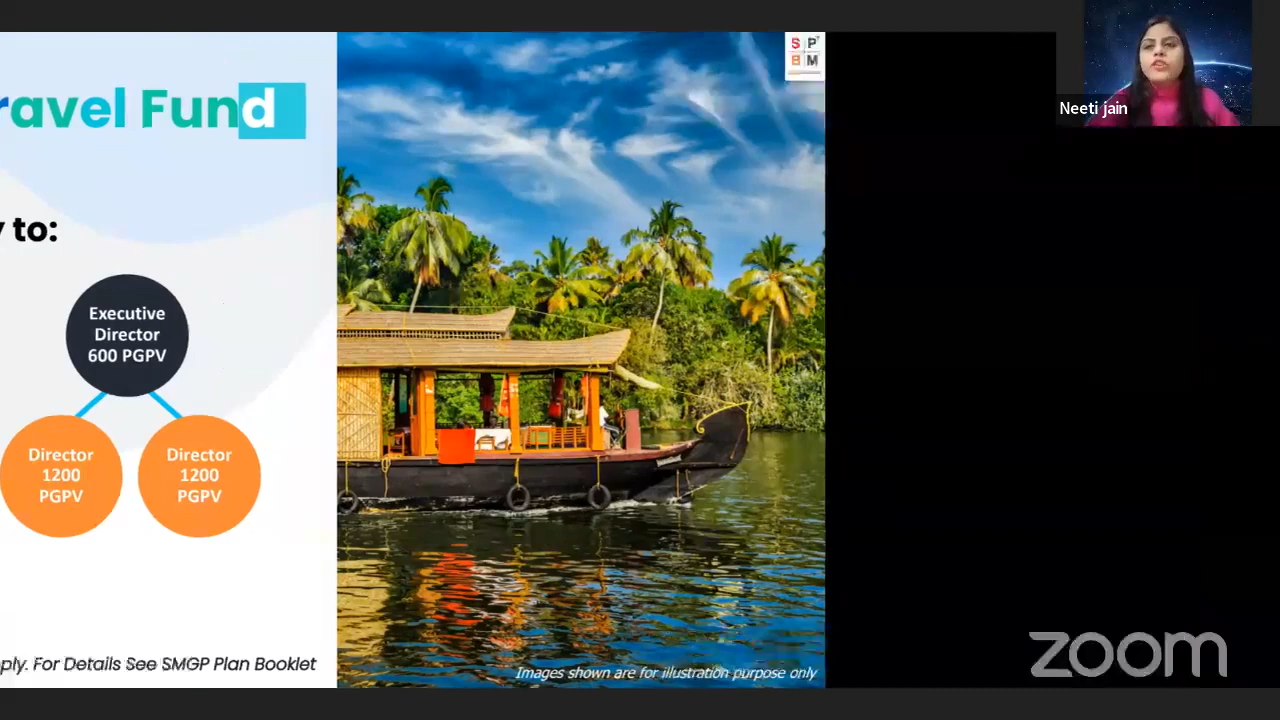 ravel Fund
y to:
Executive
Director
600 PGPV
Director
1200
PGPV
Director
1200
PGPV
ply. For Details See SMGP Plan Booklet
S P
B M
Images shown are for illustration purpose only
Neeti jain
zoom